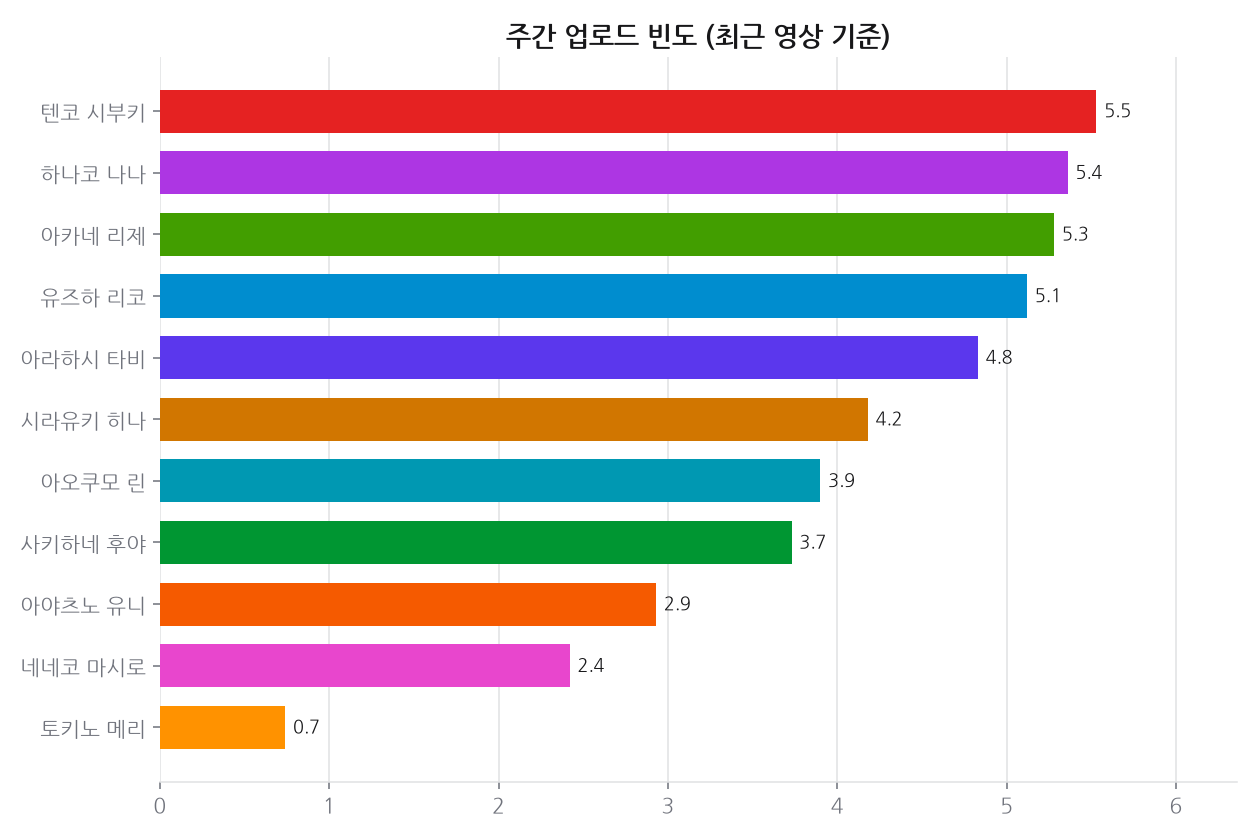 주간 업로드 빈도 (최근 영상 기준)
텐코 시부키 5.5
하나코 나나 5.4
아카네 리제 5.3
유즈하 리코 5.1
아라하시 타비 4.8
시라유키 히나 4.2
아오쿠모 린 3.9
사키하네 후야 3.7
아야츠노 유니 2.9
네네코 마시로 2.4
토키노 메리 0.7
0 1 2 3 4 5 6